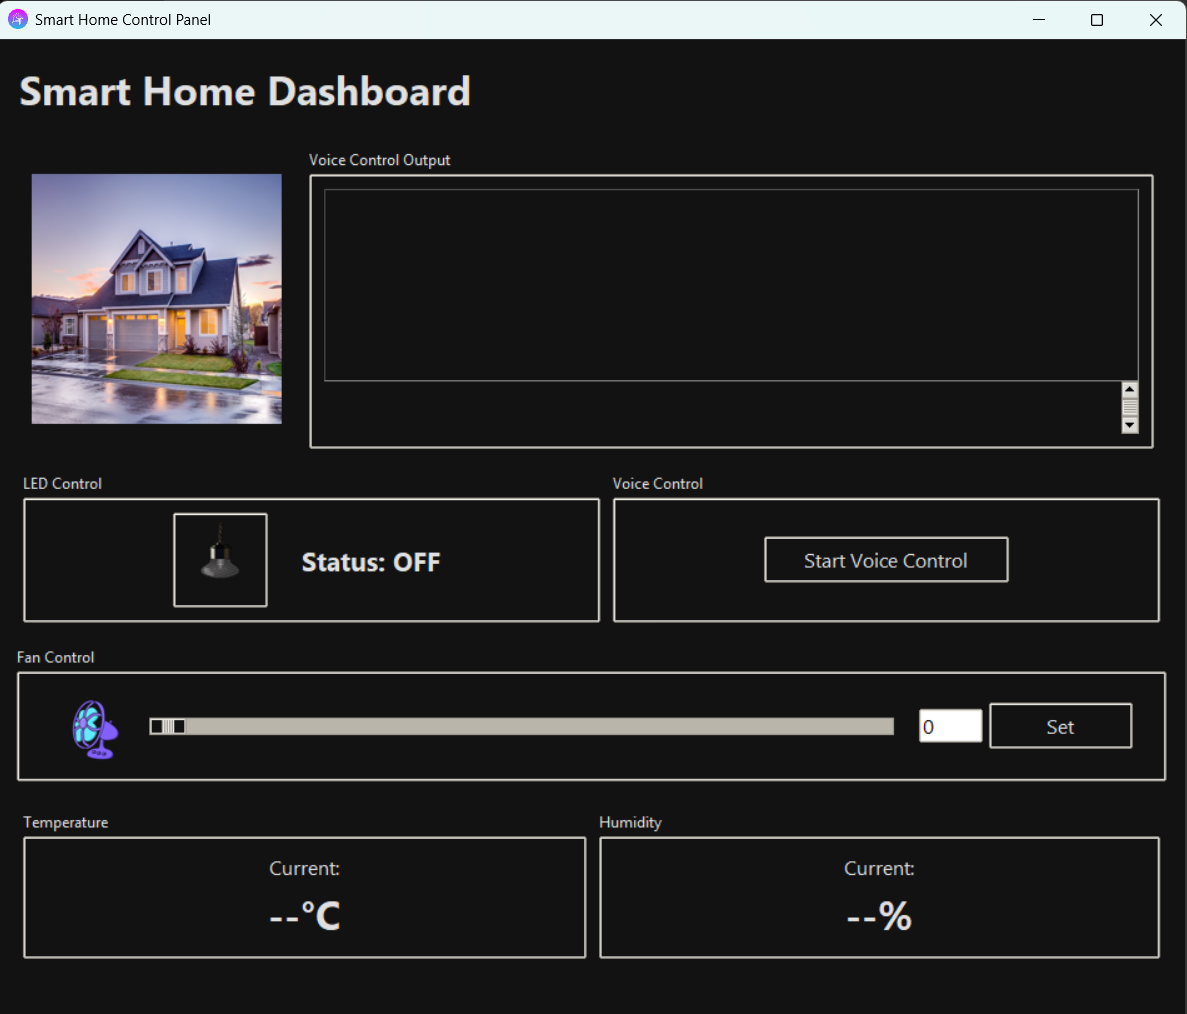 Smart Home Control Panel
Smart Home Dashboard
Voice Control Output
LED Control
Status: OFF
Voice Control
Start Voice Control
Fan Control
0
Set
Temperature
Current:
--°C
Humidity
Current:
--%